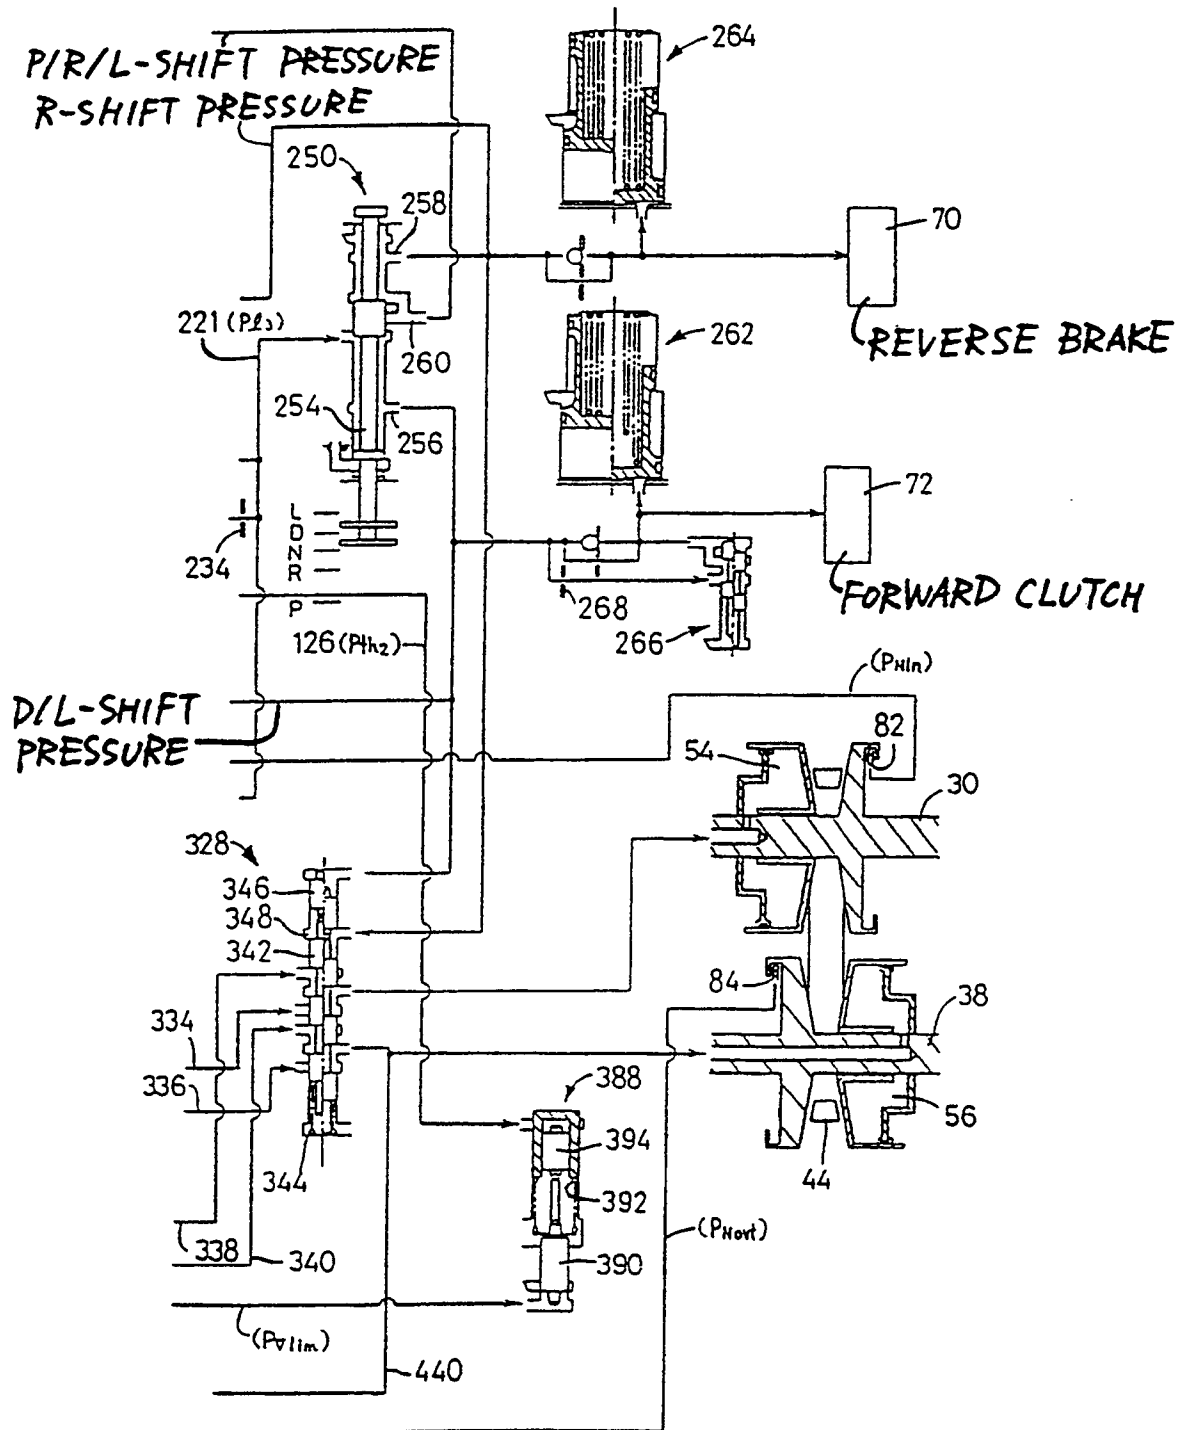 264
P/R/L-SHIFT PRESSURE
R-SHIFT PRESSURE
250
258
70
221 (Pl3)
260
262
REVERSE BRAKE
254
256
72
L
D
N
R
P
234
268
266
FORWARD CLUTCH
126 (Pth2)
(PHin)
D/L-SHIFT
PRESSURE
54
82
30
328
346
348
342
84
38
334
336
388
56
394
344
392
44
338
340
390
(PHout)
(PVlim)
440